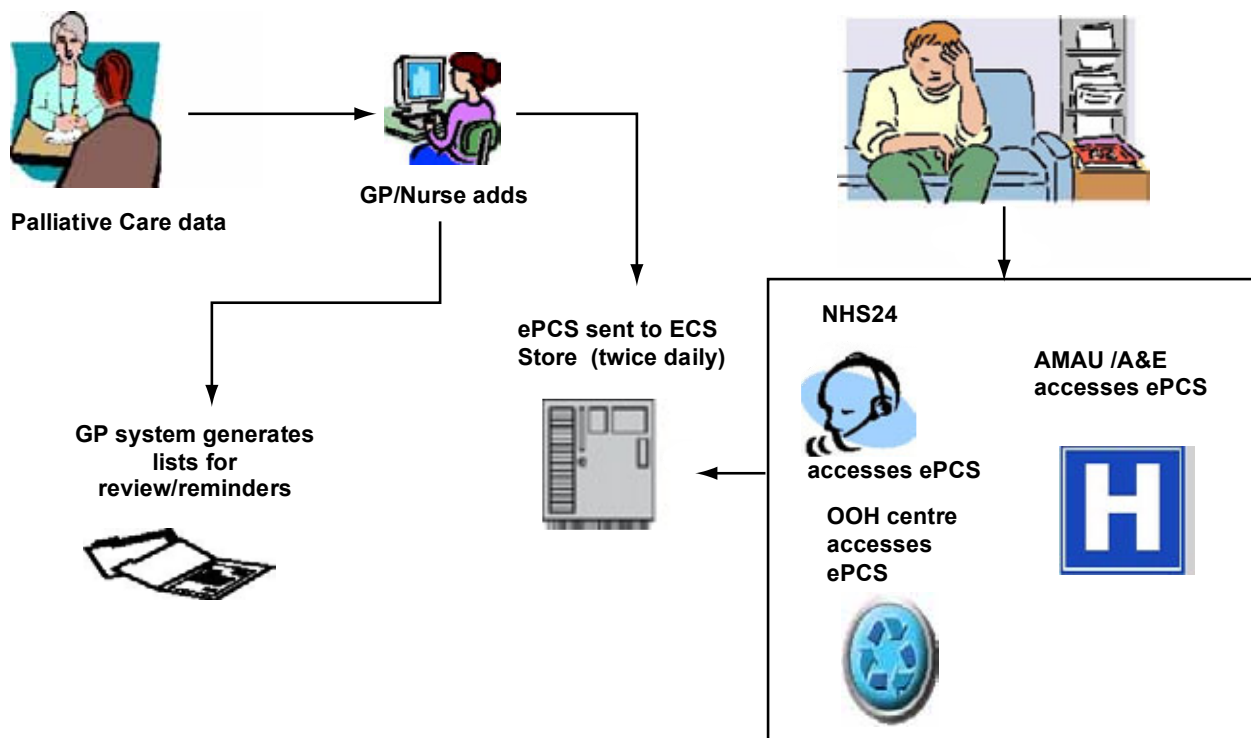 Palliative Care data
GP/Nurse adds
GP system generates
lists for
review/reminders
ePCS sent to ECS
Store (twice daily)
NHS24
accesses ePCS
OOH centre
accesses
ePCS
AMAU /A&E
accesses ePCS
H